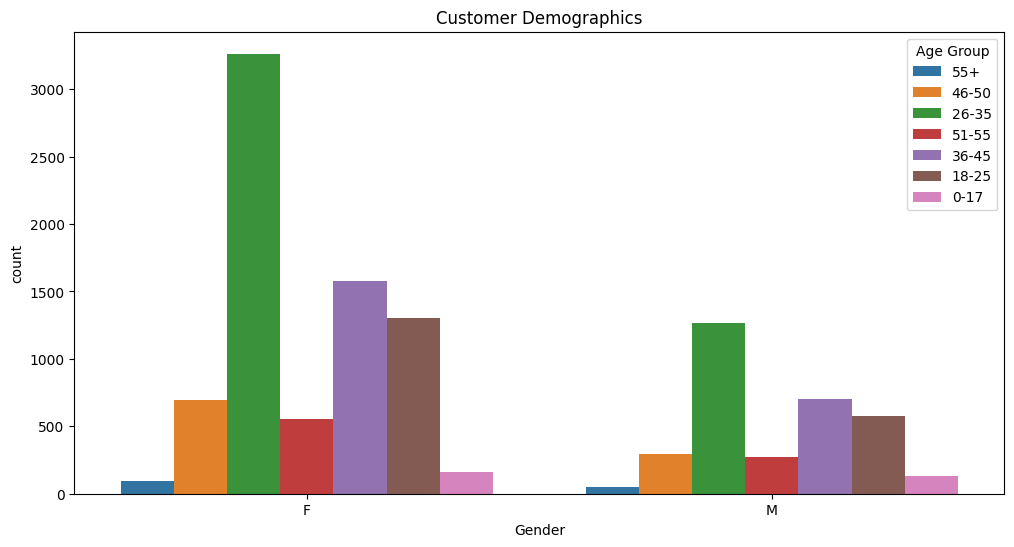 Customer Demographics
count
3000
2500
2000
1500
1000
500
0
F
M
Gender
Age Group
55+
46-50
26-35
51-55
36-45
18-25
0-17